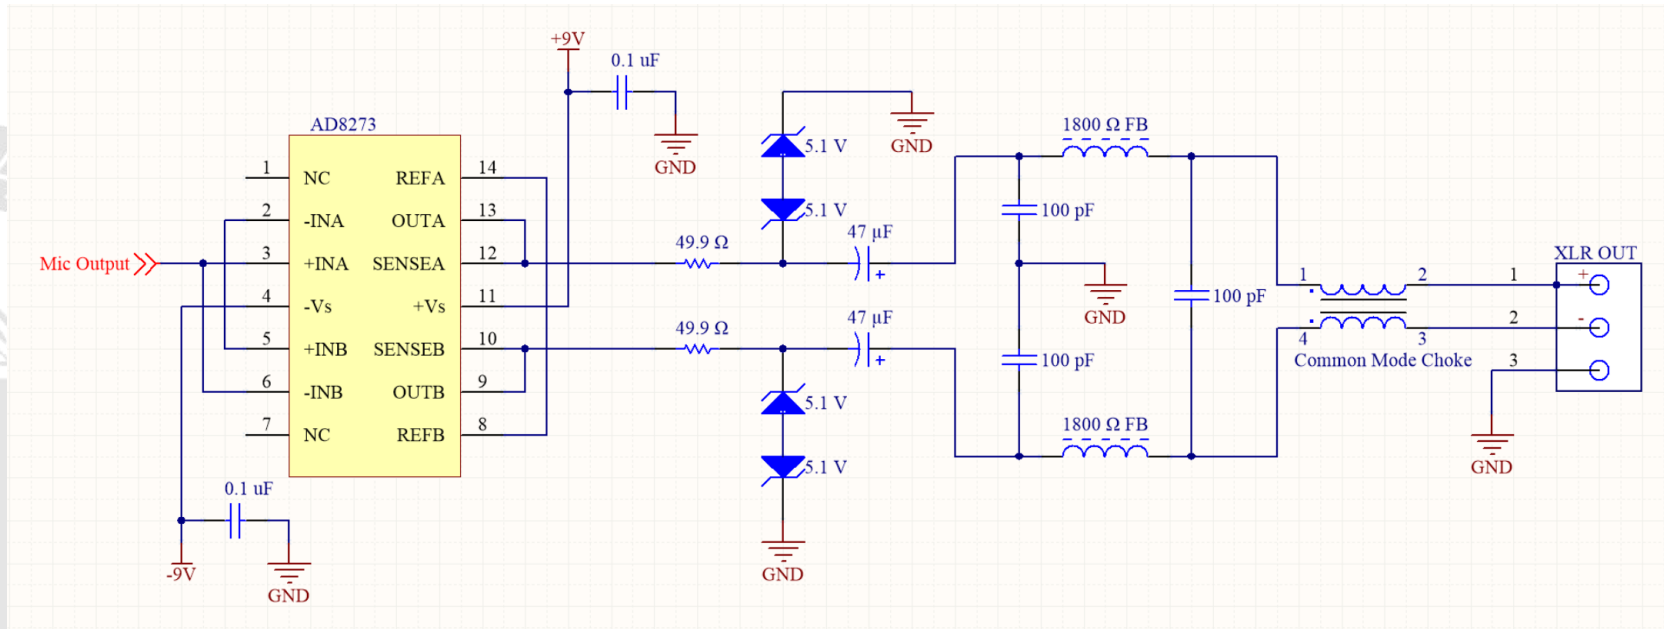 +9V
0.1 uF
GND
AD8273
1 NC REFA 14
2 -INA OUTA 13
3 +INA SENSEA 12
4 -Vs +Vs 11
5 +INB SENSEB 10
6 -INB OUTB 9
7 NC REFB 8
Mic Output
0.1 uF
-9V
GND
GND
5.1 V
5.1 V
49.9 Ω
47 µF
+
49.9 Ω
47 µF
+
5.1 V
5.1 V
GND
1800 Ω FB
100 pF
GND
100 pF
100 pF
1800 Ω FB
1 2
4 3
Common Mode Choke
XLR OUT
1 +
2 -
3
GND